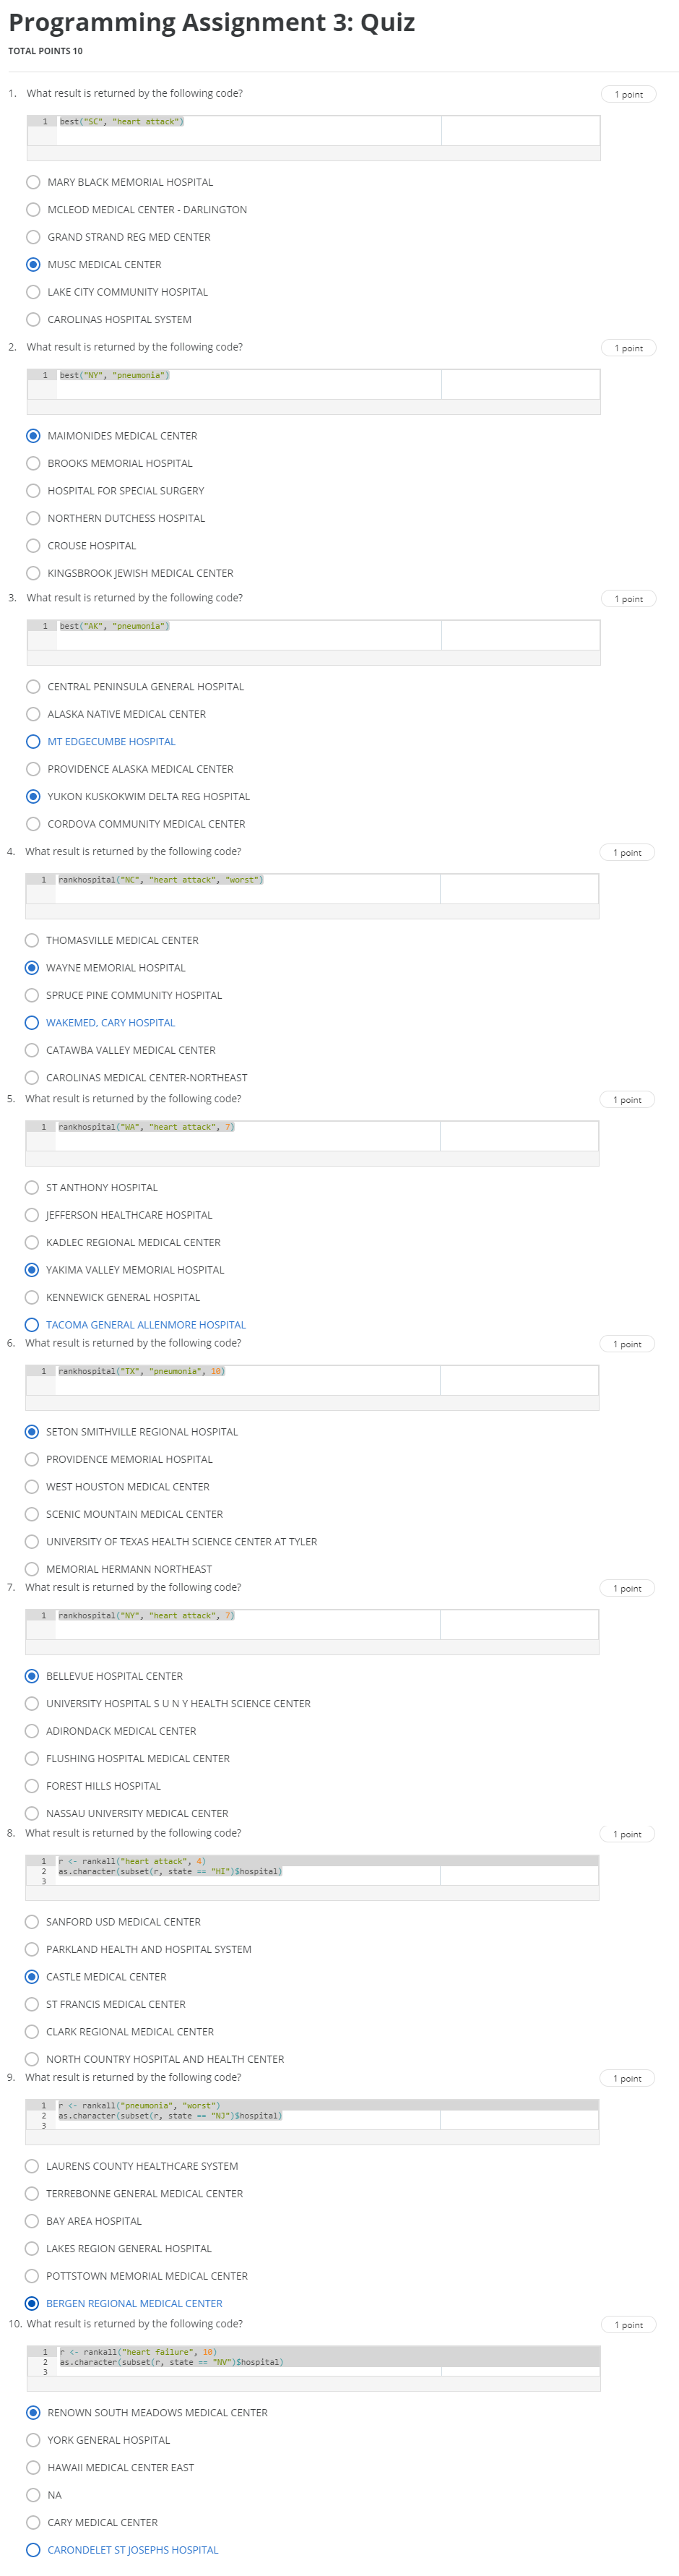 Programming Assignment 3: Quiz
TOTAL POINTS 10
1. What result is returned by the following code?
1 point
1 best("SC", "heart attack")
MARY BLACK MEMORIAL HOSPITAL
MCLEOD MEDICAL CENTER - DARLINGTON
GRAND STRAND REG MED CENTER
MUSC MEDICAL CENTER
LAKE CITY COMMUNITY HOSPITAL
CAROLINAS HOSPITAL SYSTEM
2. What result is returned by the following code?
1 point
1 best("NY", "pneumonia")
MAIMONIDES MEDICAL CENTER
BROOKS MEMORIAL HOSPITAL
HOSPITAL FOR SPECIAL SURGERY
NORTHERN DUTCHESS HOSPITAL
CROUSE HOSPITAL
KINGSBROOK JEWISH MEDICAL CENTER
3. What result is returned by the following code?
1 point
1 best("AK", "pneumonia")
CENTRAL PENINSULA GENERAL HOSPITAL
ALASKA NATIVE MEDICAL CENTER
MT EDGECUMBE HOSPITAL
PROVIDENCE ALASKA MEDICAL CENTER
YUKON KUSKOKWIM DELTA REG HOSPITAL
CORDOVA COMMUNITY MEDICAL CENTER
4. What result is returned by the following code?
1 point
1 rankhospital("NC", "heart attack", "worst")
THOMASVILLE MEDICAL CENTER
WAYNE MEMORIAL HOSPITAL
SPRUCE PINE COMMUNITY HOSPITAL
WAKEMED, CARY HOSPITAL
CATAWBA VALLEY MEDICAL CENTER
CAROLINAS MEDICAL CENTER-NORTHEAST
5. What result is returned by the following code?
1 point
1 rankhospital("WA", "heart attack", 7)
ST ANTHONY HOSPITAL
JEFFERSON HEALTHCARE HOSPITAL
KADLEC REGIONAL MEDICAL CENTER
YAKIMA VALLEY MEMORIAL HOSPITAL
KENNEWICK GENERAL HOSPITAL
TACOMA GENERAL ALLENMORE HOSPITAL
6. What result is returned by the following code?
1 point
1 rankhospital("TX", "pneumonia", 10)
SETON SMITHVILLE REGIONAL HOSPITAL
PROVIDENCE MEMORIAL HOSPITAL
WEST HOUSTON MEDICAL CENTER
SCENIC MOUNTAIN MEDICAL CENTER
UNIVERSITY OF TEXAS HEALTH SCIENCE CENTER AT TYLER
MEMORIAL HERMANN NORTHEAST
7. What result is returned by the following code?
1 point
1 rankhospital("NY", "heart attack", 7)
BELLEVUE HOSPITAL CENTER
UNIVERSITY HOSPITAL S U N Y HEALTH SCIENCE CENTER
ADIRONDACK MEDICAL CENTER
FLUSHING HOSPITAL MEDICAL CENTER
FOREST HILLS HOSPITAL
NASSAU UNIVERSITY MEDICAL CENTER
8. What result is returned by the following code?
1 point
1 r <- rankall("heart attack", 4)
2 as.character(subset(r, state == "HI")$hospital)
3
SANFORD USD MEDICAL CENTER
PARKLAND HEALTH AND HOSPITAL SYSTEM
CASTLE MEDICAL CENTER
ST FRANCIS MEDICAL CENTER
CLARK REGIONAL MEDICAL CENTER
NORTH COUNTRY HOSPITAL AND HEALTH CENTER
9. What result is returned by the following code?
1 point
1 r <- rankall("pneumonia", "worst")
2 as.character(subset(r, state == "NJ")$hospital)
3
LAURENS COUNTY HEALTHCARE SYSTEM
TERREBONNE GENERAL MEDICAL CENTER
BAY AREA HOSPITAL
LAKES REGION GENERAL HOSPITAL
POTTSTOWN MEMORIAL MEDICAL CENTER
BERGEN REGIONAL MEDICAL CENTER
10. What result is returned by the following code?
1 point
1 r <- rankall("heart failure", 10)
2 as.character(subset(r, state == "NV")$hospital)
3
RENOWN SOUTH MEADOWS MEDICAL CENTER
YORK GENERAL HOSPITAL
HAWAII MEDICAL CENTER EAST
NA
CARY MEDICAL CENTER
CARONDELET ST JOSEPHS HOSPITAL